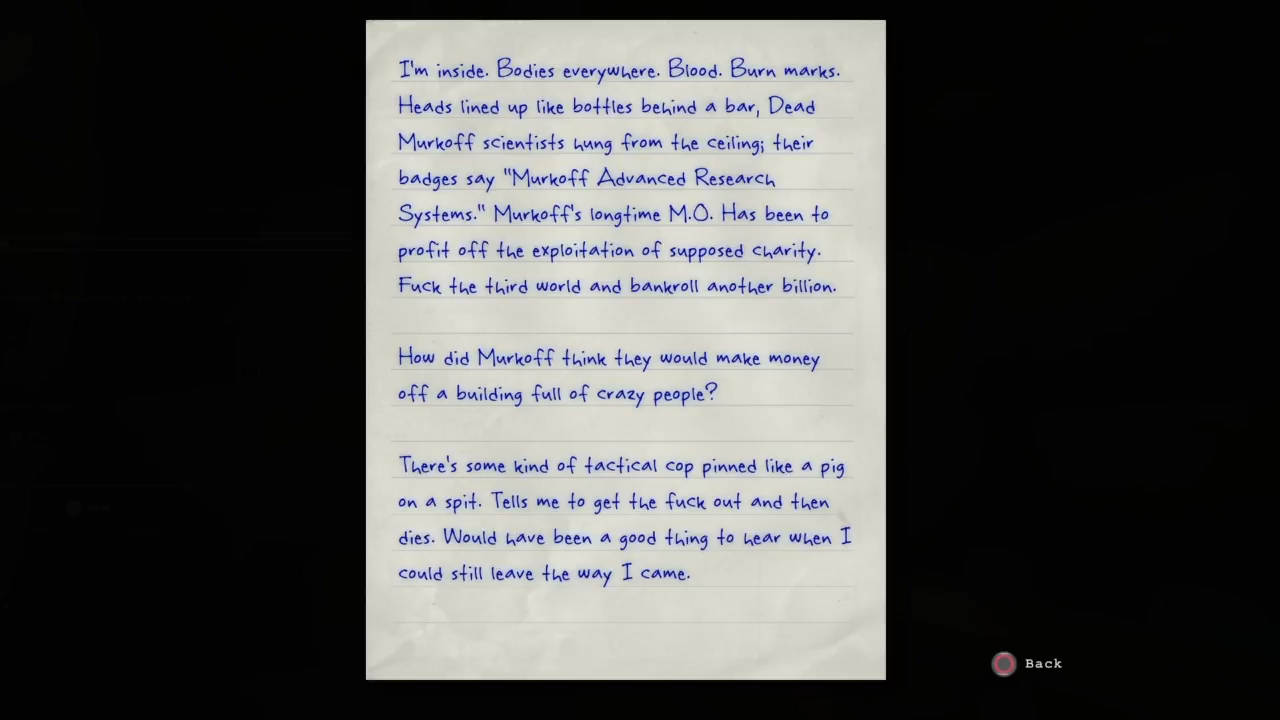 I'm inside. Bodies everywhere. Blood. Burn marks.
Heads lined up like bottles behind a bar, Dead
Murkoff scientists hung from the ceiling; their
badges say "Murkoff Advanced Research
Systems." Murkoff's longtime M.O. Has been to
profit off the exploitation of supposed charity.
Fuck the third world and bankroll another billion.
How did Murkoff think they would make money
off a building full of crazy people?
There's some kind of tactical cop pinned like a pig
on a spit. Tells me to get the fuck out and then
dies. Would have been a good thing to hear when I
could still leave the way I came.
Back